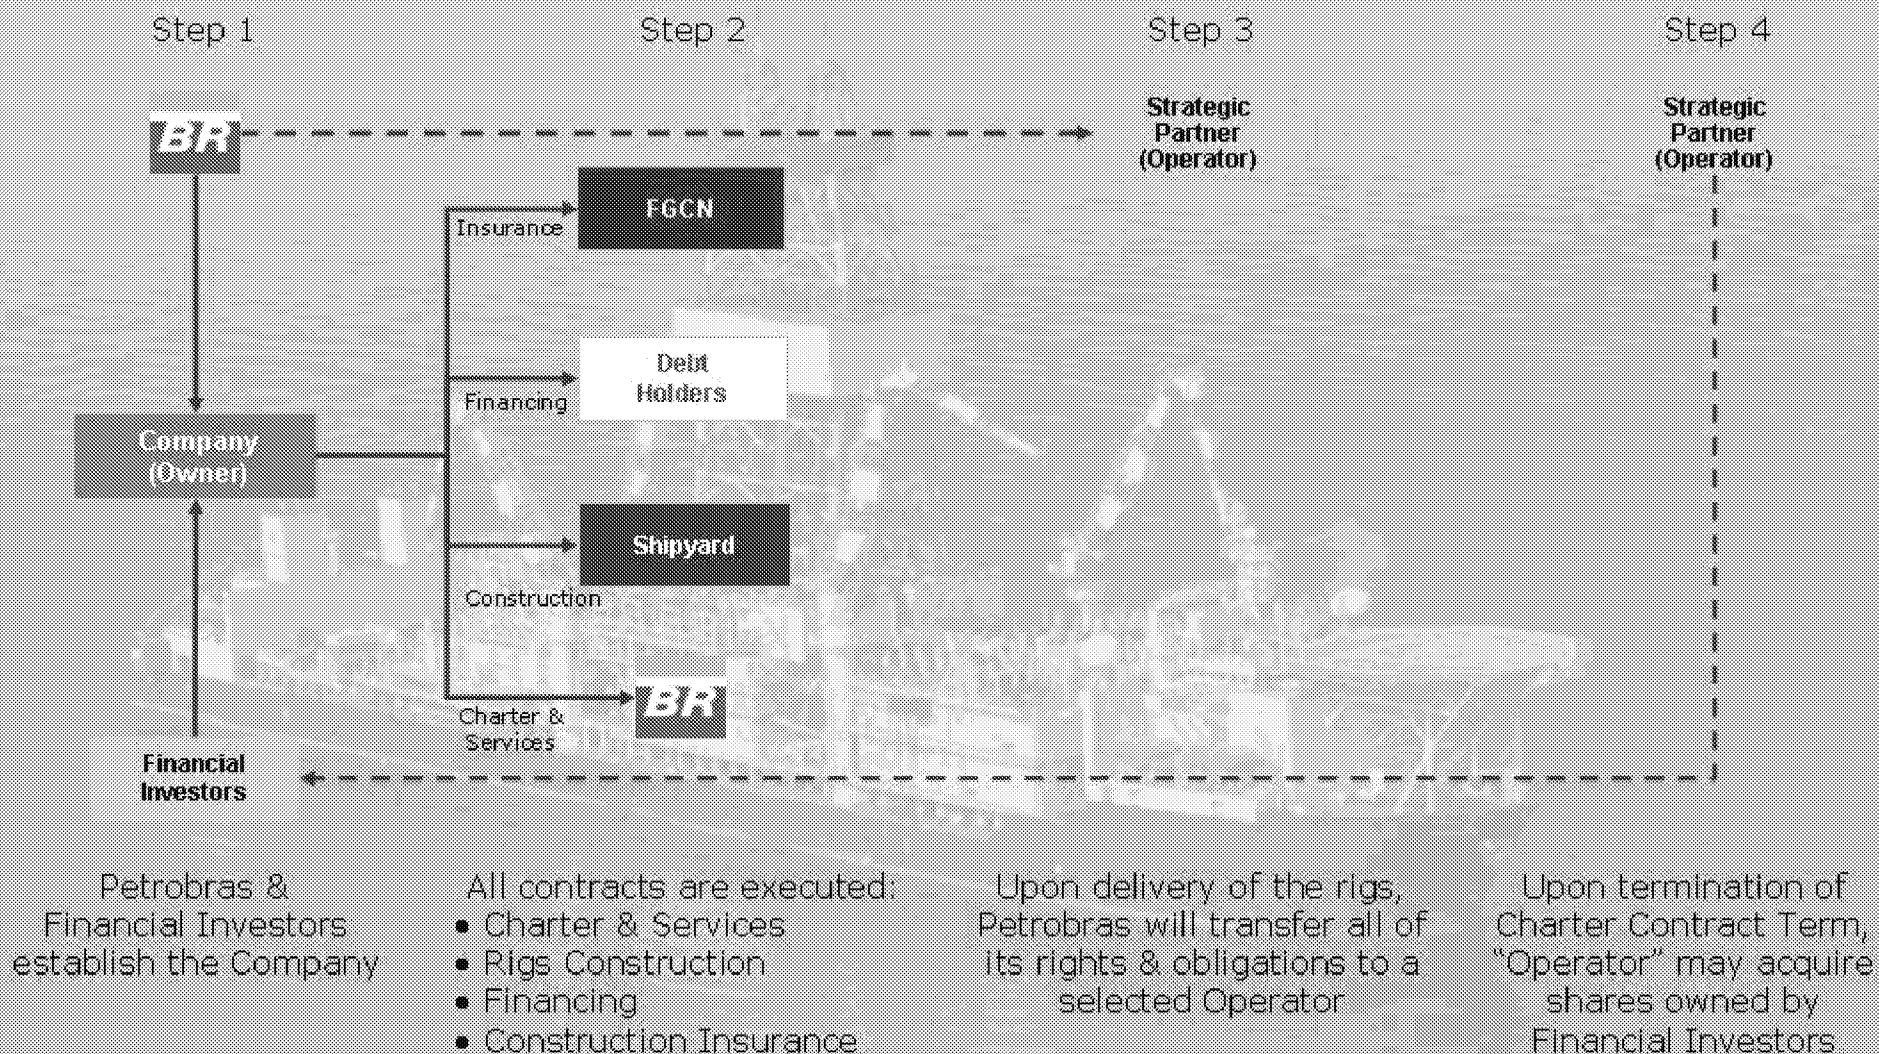 Step 1
Step 2
Step 3
Step 4
BR
Strategic
Partner
(Operator)
Strategic
Partner
(Operator)
FGCN
Insurance
Debt
Holders
Financing
Company
(Owner)
Shipyard
Construction
BR
Charter &
Services
Financial
Investors
Petrobras &
Financial Investors
establish the Company
All contracts are executed:
• Charter & Services
• Rigs Construction
• Financing
• Construction Insurance
Upon delivery of the rigs,
Petrobras will transfer all of
its rights & obligations to a
selected Operator
Upon termination of
Charter Contract Term,
“Operator” may acquire
shares owned by
Financial Investors